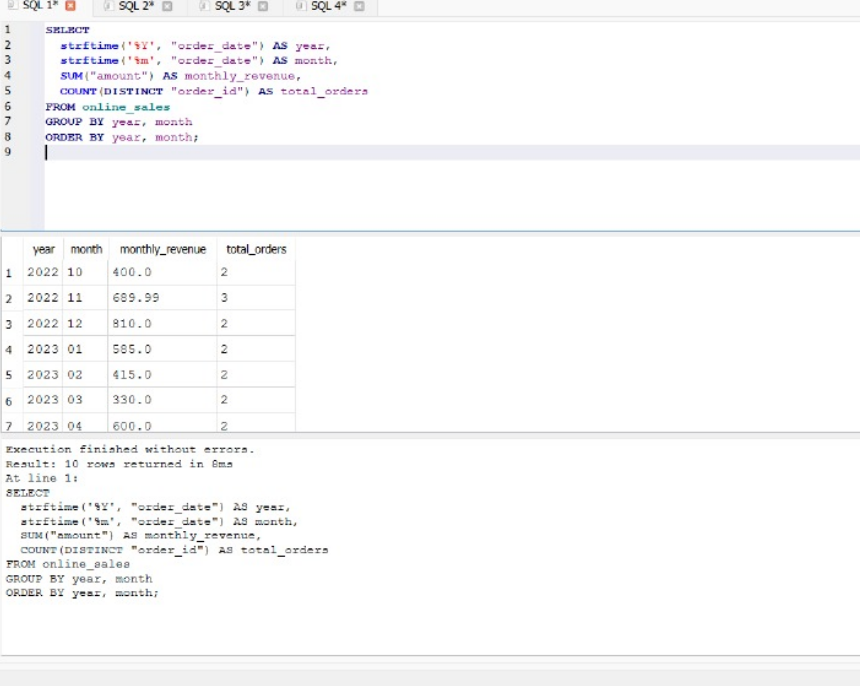 SQL 1* SQL 2* SQL 3* SQL 4*
1 SELECT
2 strftime('%Y', "order_date") AS year,
3 strftime('%m', "order_date") AS month,
4 SUM("amount") AS monthly_revenue,
5 COUNT(DISTINCT "order_id") AS total_orders
6 FROM online_sales
7 GROUP BY year, month
8 ORDER BY year, month;
9
year month monthly_revenue total_orders
1 2022 10 400.0 2
2 2022 11 689.99 3
3 2022 12 810.0 2
4 2023 01 585.0 2
5 2023 02 415.0 2
6 2023 03 330.0 2
7 2023 04 600.0 2
Execution finished without errors.
Result: 10 rows returned in 8ms
At line 1:
SELECT
strftime('%Y', "order_date") AS year,
strftime('%m', "order_date") AS month,
SUM("amount") AS monthly_revenue,
COUNT(DISTINCT "order_id") AS total_orders
FROM online_sales
GROUP BY year, month
ORDER BY year, month;